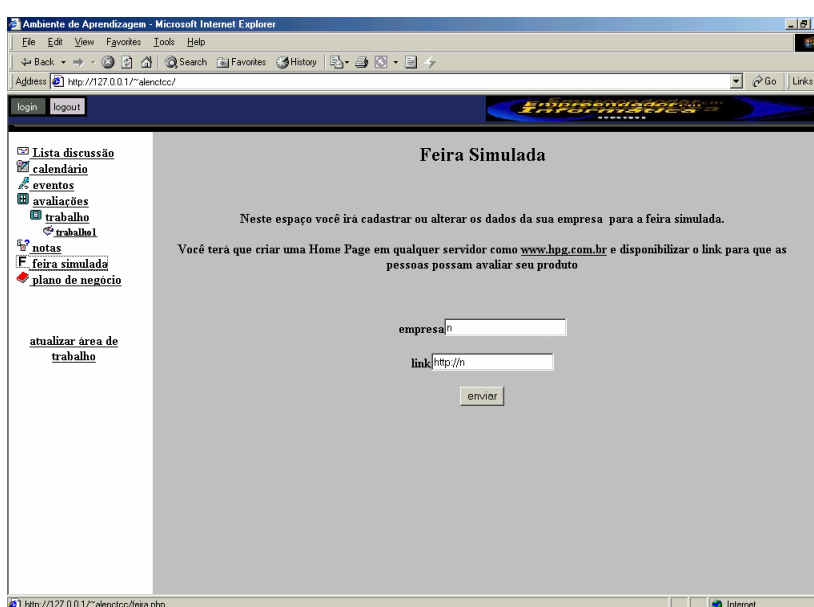 Ambiente de Aprendizagem - Microsoft Internet Explorer
File Edit View Favorites Tools Help
Back Search Favorites History
Address http://127.0.0.1/~alenctcc/ Go Links
login logout
Empreendedor em
Informática
Lista discussão
calendário
eventos
avaliações
trabalho
trabalho1
notas
F feira simulada
plano de negócio
atualizar área de
trabalho
Feira Simulada
Neste espaço você irá cadastrar ou alterar os dados da sua empresa para a feira simulada.
Você terá que criar uma Home Page em qualquer servidor como www.hpg.com.br e disponibilizar o link para que as
pessoas possam avaliar seu produto
empresa n
link http://n
enviar
http://127.0.0.1/~alenctcc/feira.php Internet